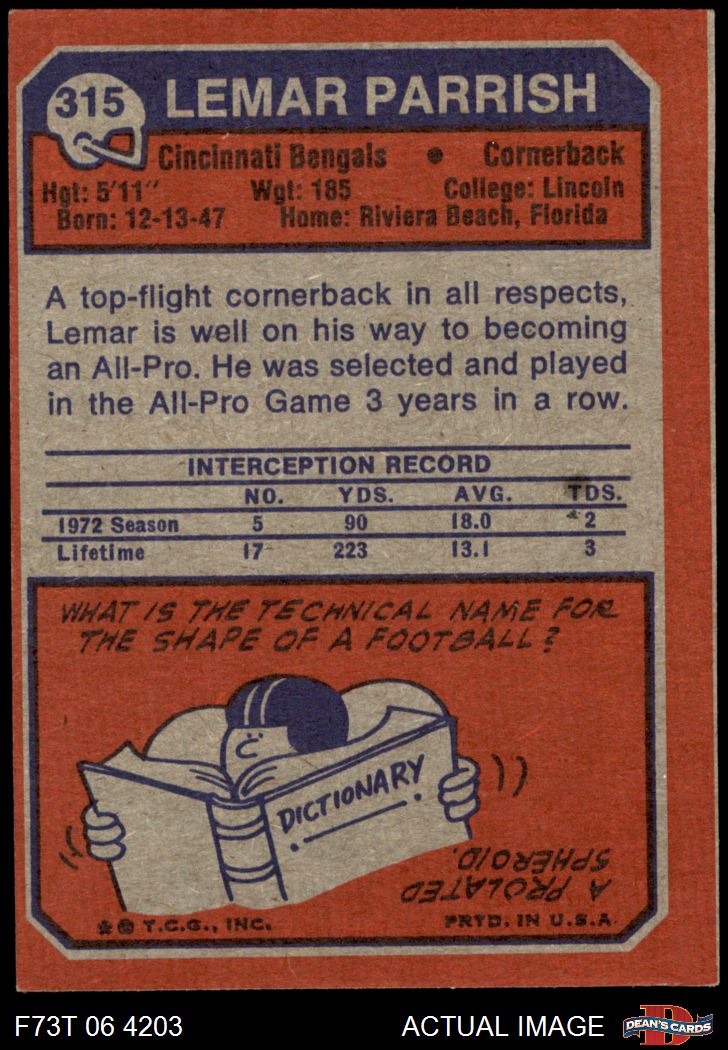 315
LEMAR PARRISH
Cincinnati Bengals • Cornerback
Hgt: 5'11" Wgt: 185 College: Lincoln
Born: 12-13-47 Home: Riviera Beach, Florida
A top-flight cornerback in all respects,
Lemar is well on his way to becoming
an All-Pro. He was selected and played
in the All-Pro Game 3 years in a row.
INTERCEPTION RECORD
NO. YDS. AVG. TDS.
1972 Season 5 90 18.0 2
Lifetime 17 223 13.1 3
WHAT IS THE TECHNICAL NAME FOR
THE SHAPE OF A FOOTBALL?
DICTIONARY
A PROLATED
SPHEROID.
★ © T.C.G., INC. PRTD. IN U.S.A.
F73T 06 4203 ACTUAL IMAGE
D
DEAN'S CARDS